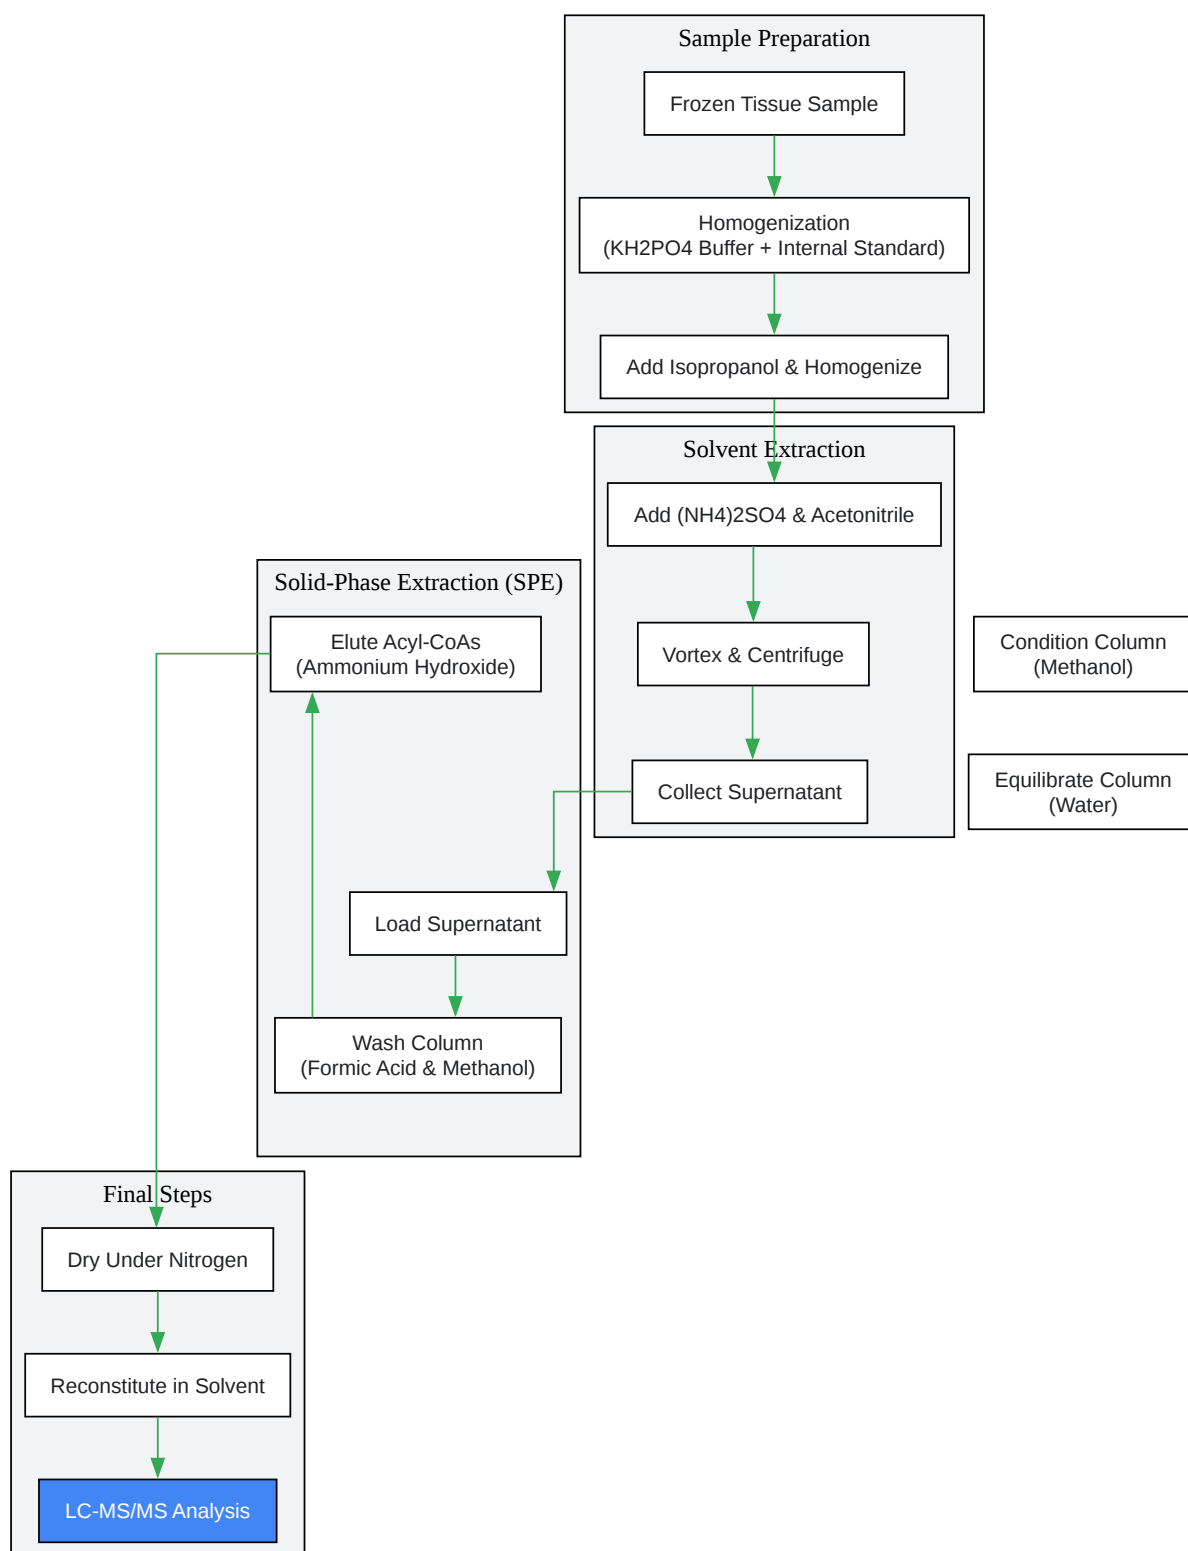 Sample Preparation
Frozen Tissue Sample
Homogenization
(KH2PO4 Buffer + Internal Standard)
Add Isopropanol & Homogenize
Solvent Extraction
Add (NH4)2SO4 & Acetonitrile
Vortex & Centrifuge
Collect Supernatant
Condition Column
(Methanol)
Equilibrate Column
(Water)
Solid-Phase Extraction (SPE)
Elute Acyl-CoAs
(Ammonium Hydroxide)
Load Supernatant
Wash Column
(Formic Acid & Methanol)
Final Steps
Dry Under Nitrogen
Reconstitute in Solvent
LC-MS/MS Analysis